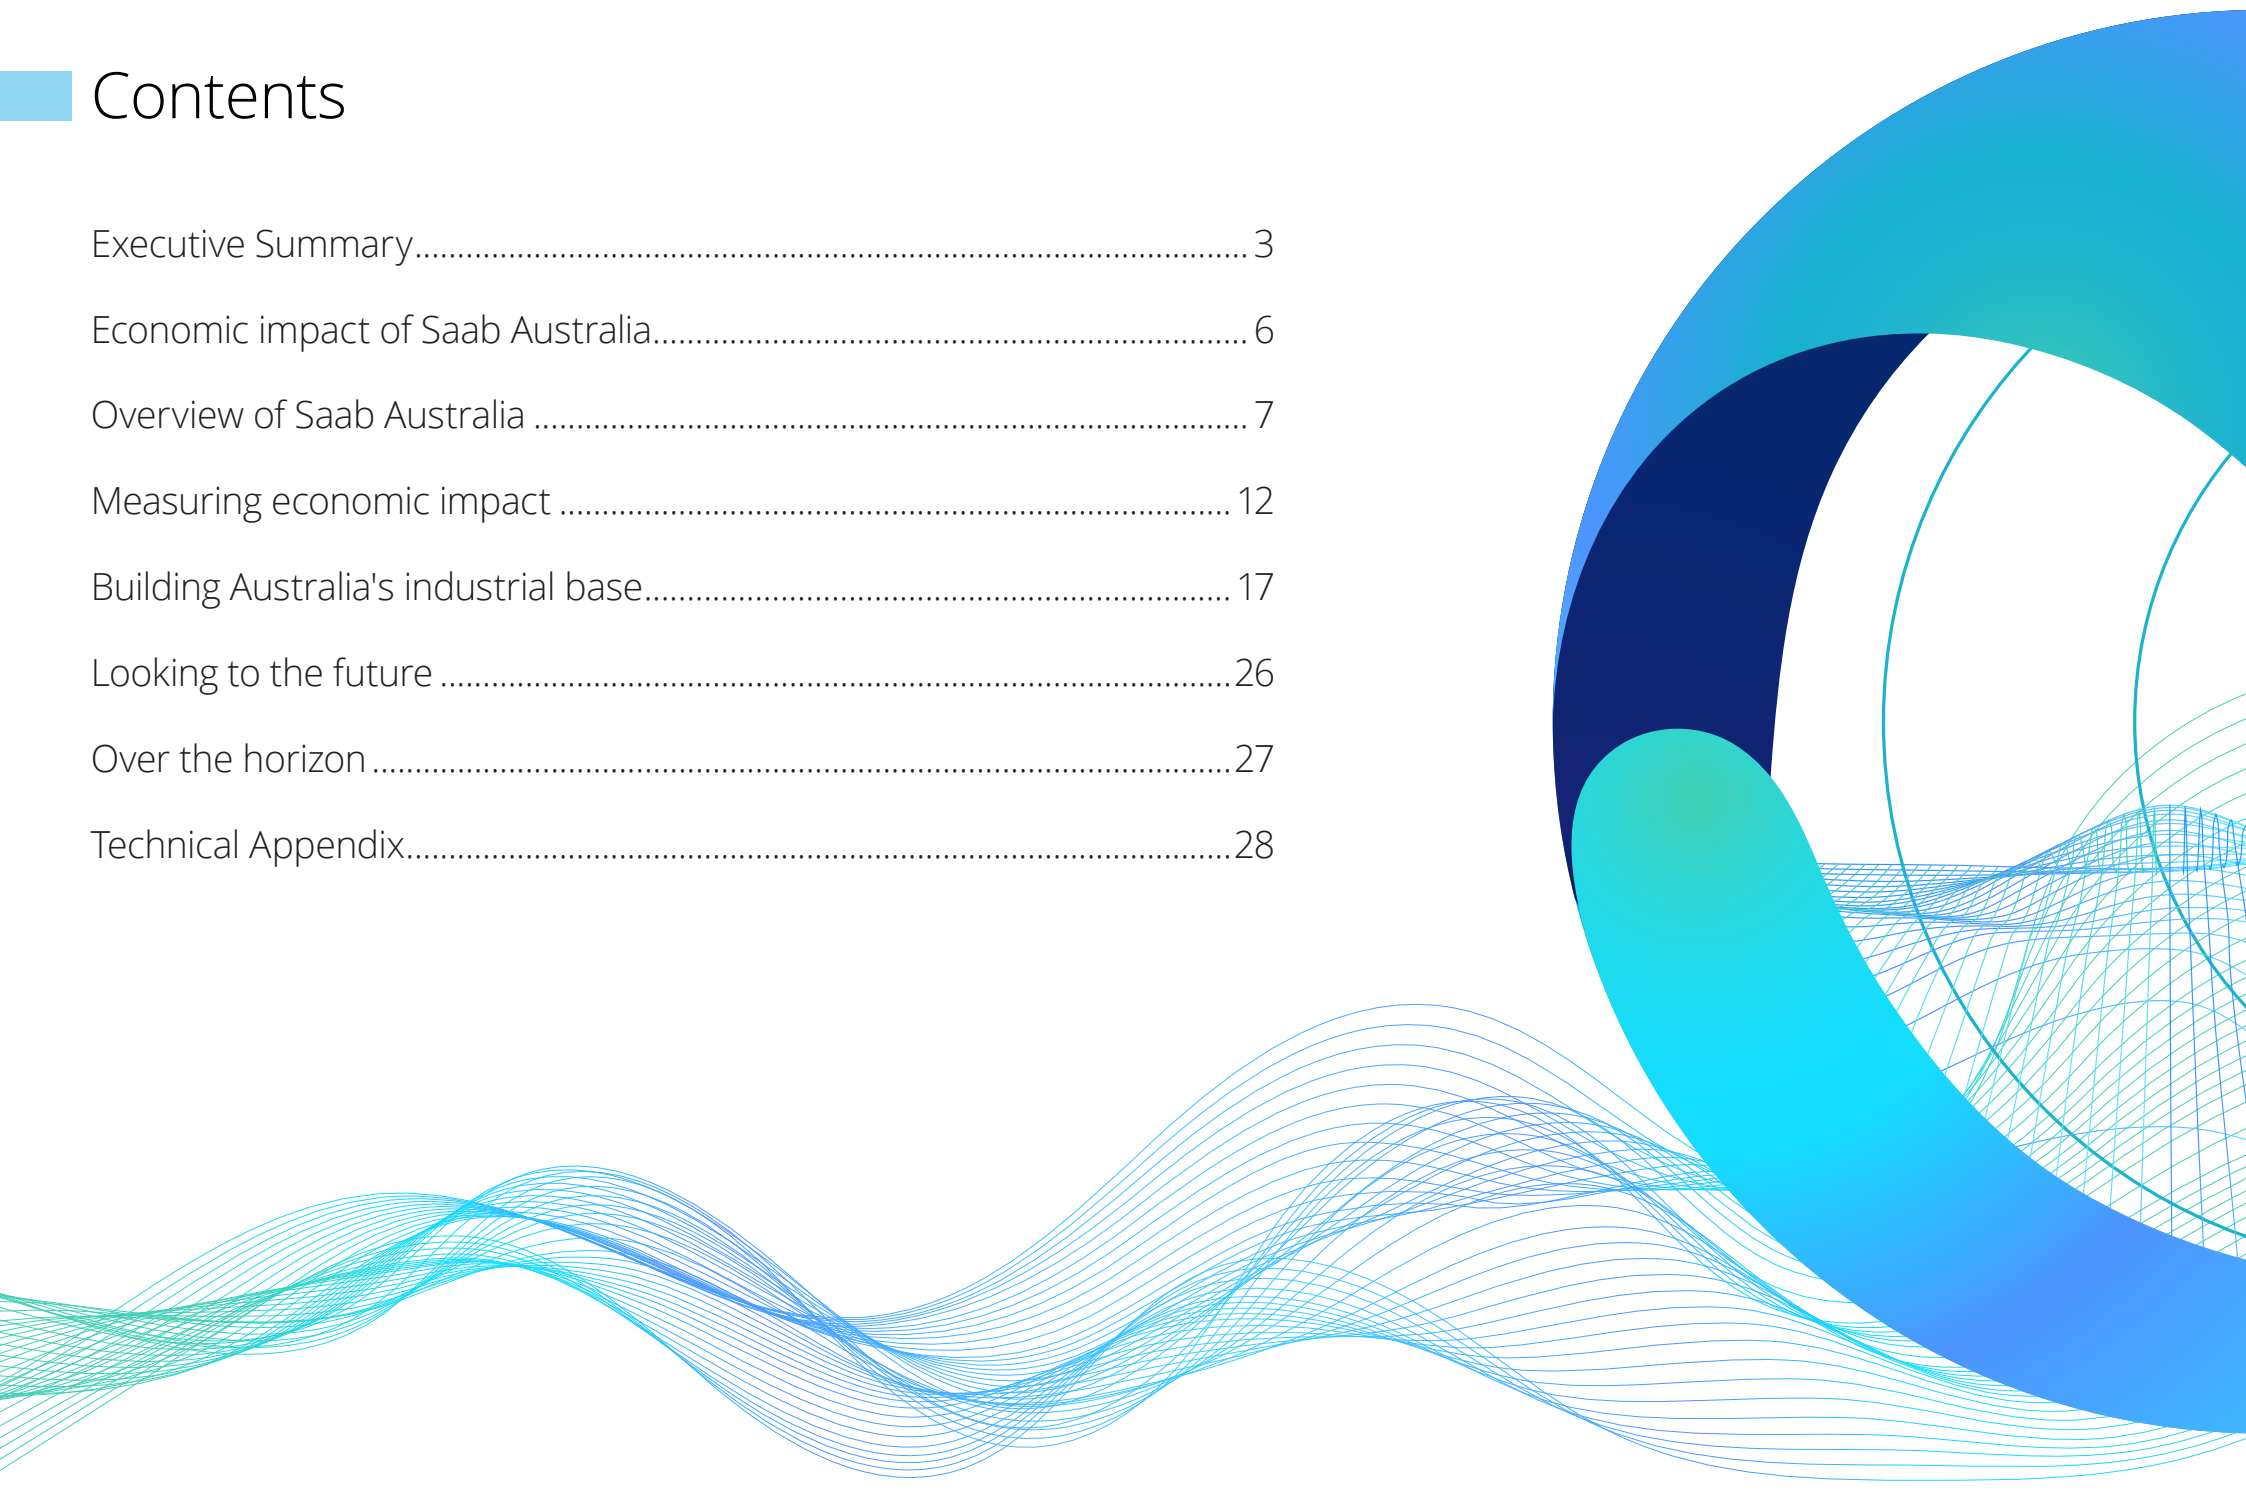 Contents
Executive Summary 3
Economic impact of Saab Australia 6
Overview of Saab Australia 7
Measuring economic impact 12
Building Australia's industrial base 17
Looking to the future 26
Over the horizon 27
Technical Appendix 28